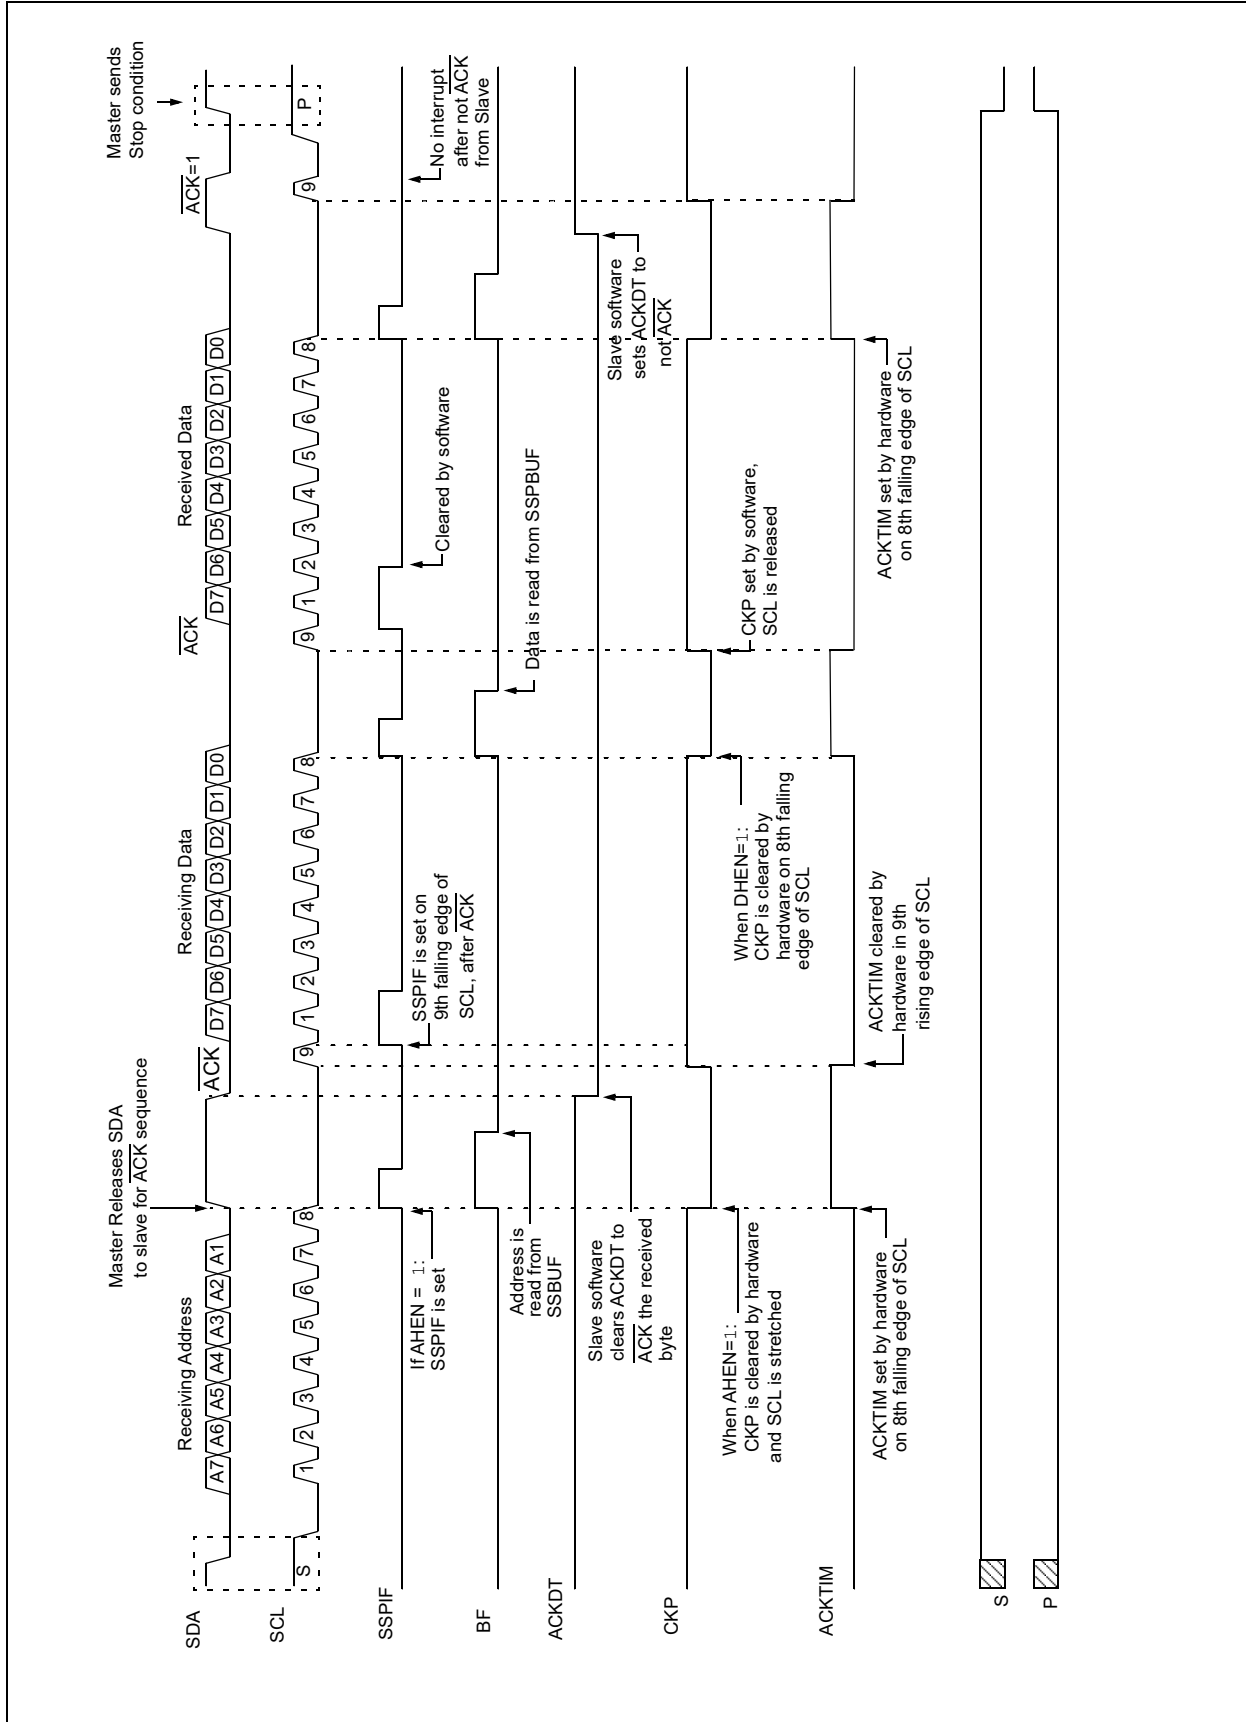 Master Releases SDA
to slave for ACK sequence
Master sends
Stop condition
Receiving Address
Receiving Data
Received Data
ACK
ACK
ACK=1
SDA
A7 A6 A5 A4 A3 A2 A1
D7 D6 D5 D4 D3 D2 D1 D0
D7 D6 D5 D4 D3 D2 D1 D0
SCL
S
1 2 3 4 5 6 7 8
9 1 2 3 4 5 6 7 8
9 1 2 3 4 5 6 7 8
9
P
SSPIF
If AHEN = 1:
SSPIF is set
SSPIF is set on
9th falling edge of
SCL, after ACK
Cleared by software
No interrupt
after not ACK
from Slave
BF
Address is
read from
SSBUF
Data is read from SSPBUF
ACKDT
Slave software
clears ACKDT to
ACK the received
byte
Slave software
sets ACKDT to
not ACK
CKP
When AHEN=1:
CKP is cleared by hardware
and SCL is stretched
When DHEN=1:
CKP is cleared by
hardware on 8th falling
edge of SCL
CKP set by software,
SCL is released
ACKTIM
ACKTIM set by hardware
on 8th falling edge of SCL
ACKTIM cleared by
hardware in 9th
rising edge of SCL
ACKTIM set by hardware
on 8th falling edge of SCL
S
P